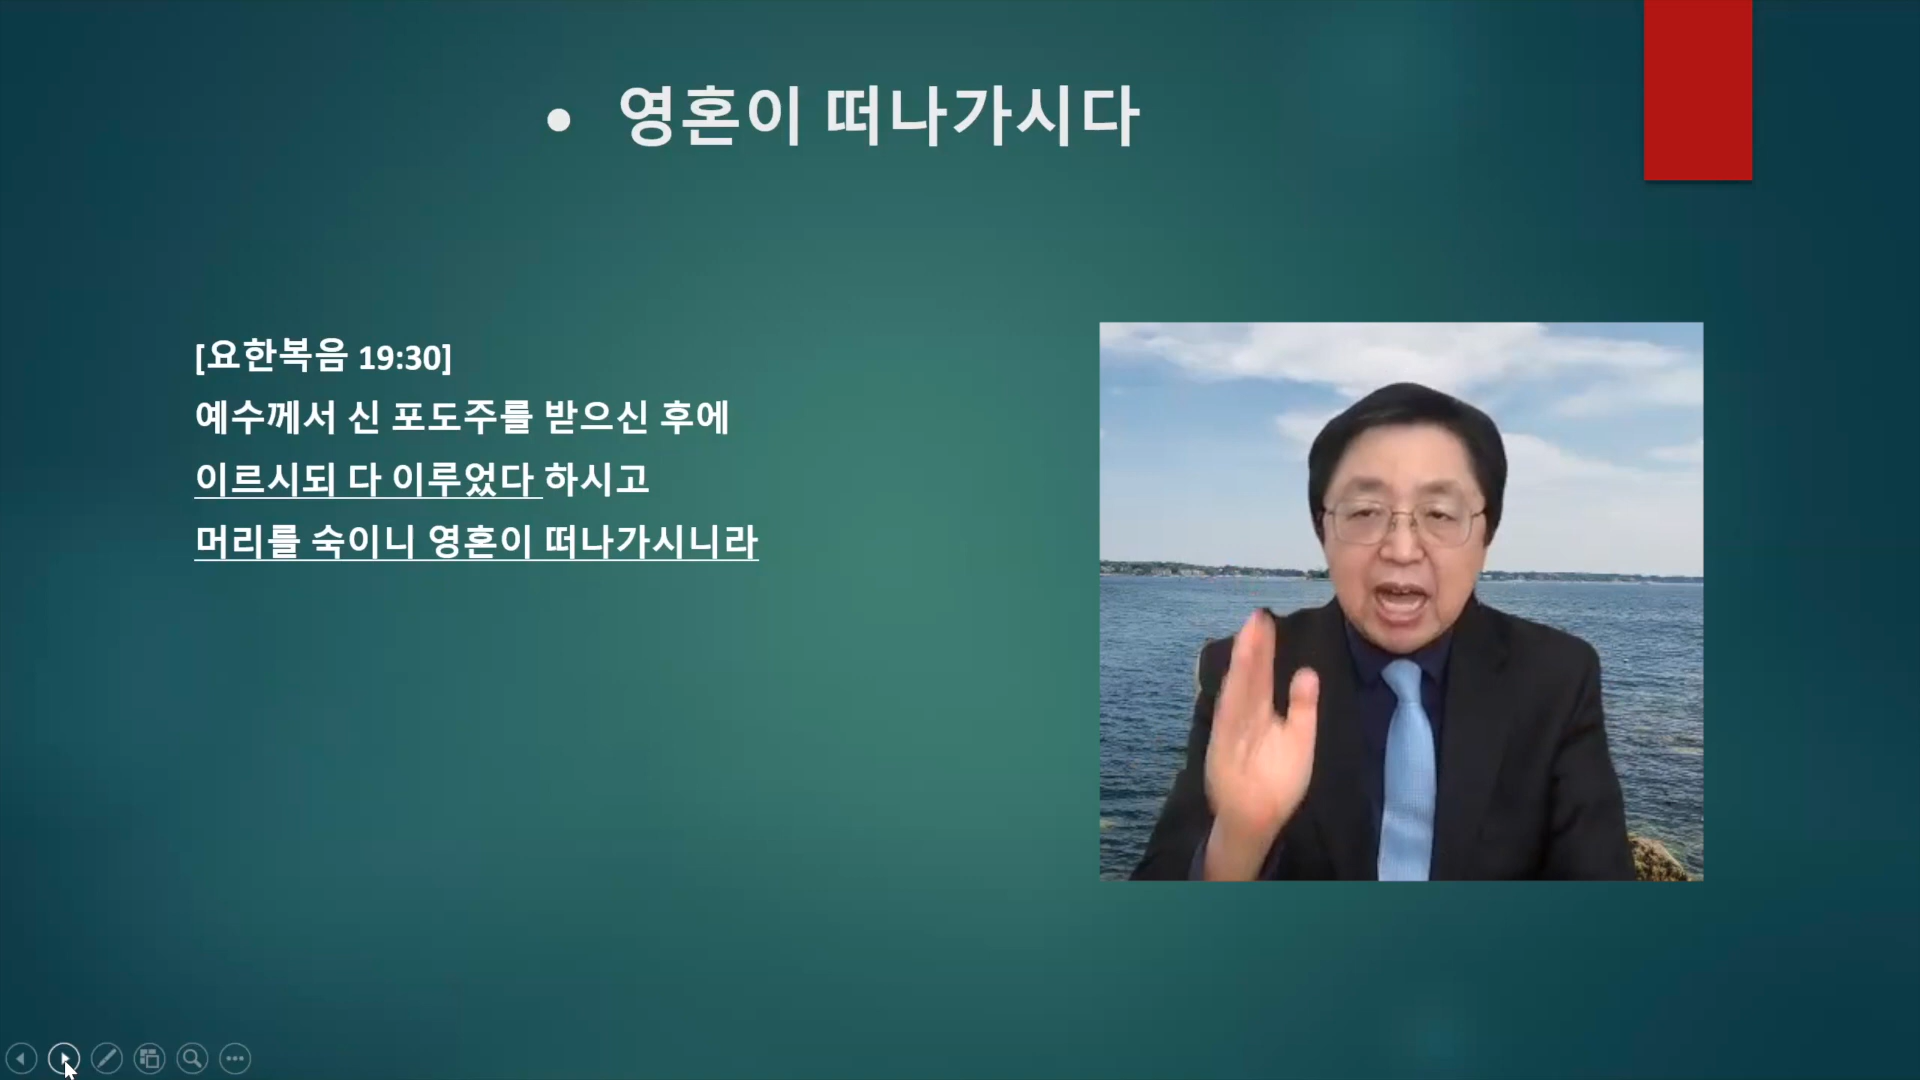 • 영혼이 떠나가시다
[요한복음 19:30]
예수께서 신 포도주를 받으신 후에
이르시되 다 이루었다 하시고
머리를 숙이니 영혼이 떠나가시니라